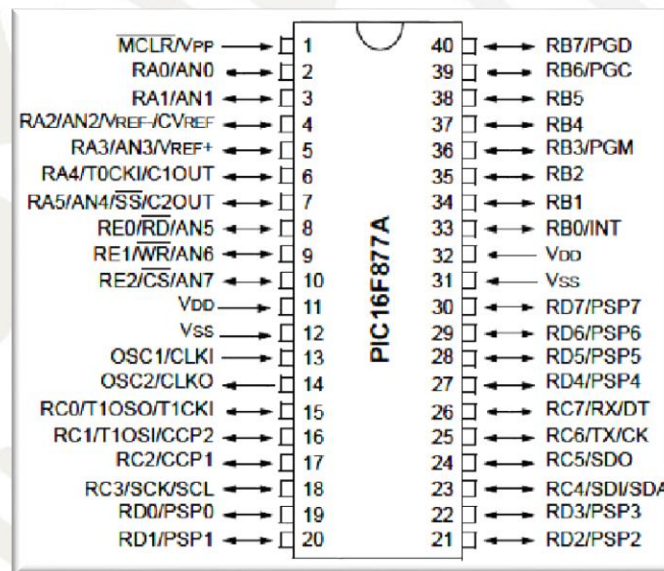 MCLR/VPP 1 40 RB7/PGD
RA0/AN0 2 39 RB6/PGC
RA1/AN1 3 38 RB5
RA2/AN2/VREF-/CVREF 4 37 RB4
RA3/AN3/VREF+ 5 36 RB3/PGM
RA4/T0CKI/C1OUT 6 35 RB2
RA5/AN4/SS/C2OUT 7 34 RB1
RE0/RD/AN5 8 33 RB0/INT
RE1/WR/AN6 9 32 VDD
RE2/CS/AN7 10 31 VSS
VDD 11 30 RD7/PSP7
VSS 12 29 RD6/PSP6
OSC1/CLKI 13 28 RD5/PSP5
OSC2/CLKO 14 27 RD4/PSP4
RC0/T1OSO/T1CKI 15 26 RC7/RX/DT
RC1/T1OSI/CCP2 16 25 RC6/TX/CK
RC2/CCP1 17 24 RC5/SDO
RC3/SCK/SCL 18 23 RC4/SDI/SDA
RD0/PSP0 19 22 RD3/PSP3
RD1/PSP1 20 21 RD2/PSP2
PIC16F877A